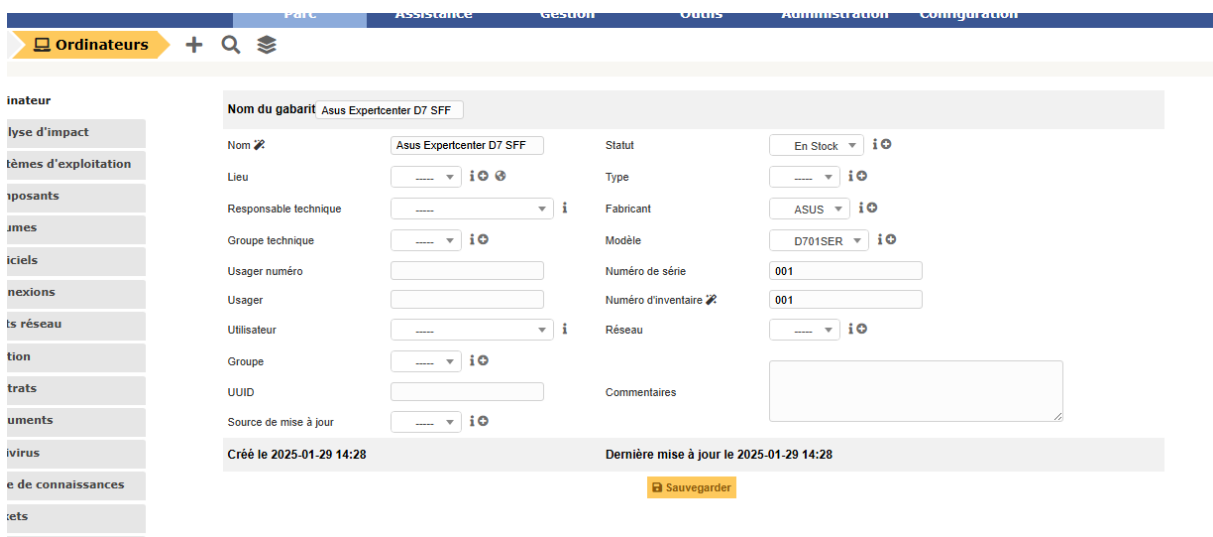 Parc Assistance Gestion Outils Administration Configuration
Ordinateurs
inateur
lyse d'impact
tèmes d'exploitation
mposants
umes
iciels
nnexions
ts réseau
tion
trats
uments
ivirus
e de connaissances
kets
Nom du gabarit Asus Expertcenter D7 SFF
Nom Asus Expertcenter D7 SFF Statut En Stock
Lieu ----- Type -----
Responsable technique ----- Fabricant ASUS
Groupe technique ----- Modèle D701SER
Usager numéro Numéro de série 001
Usager Numéro d'inventaire 001
Utilisateur ----- Réseau -----
Groupe -----
UUID Commentaires
Source de mise à jour -----
Créé le 2025-01-29 14:28 Dernière mise à jour le 2025-01-29 14:28
Sauvegarder